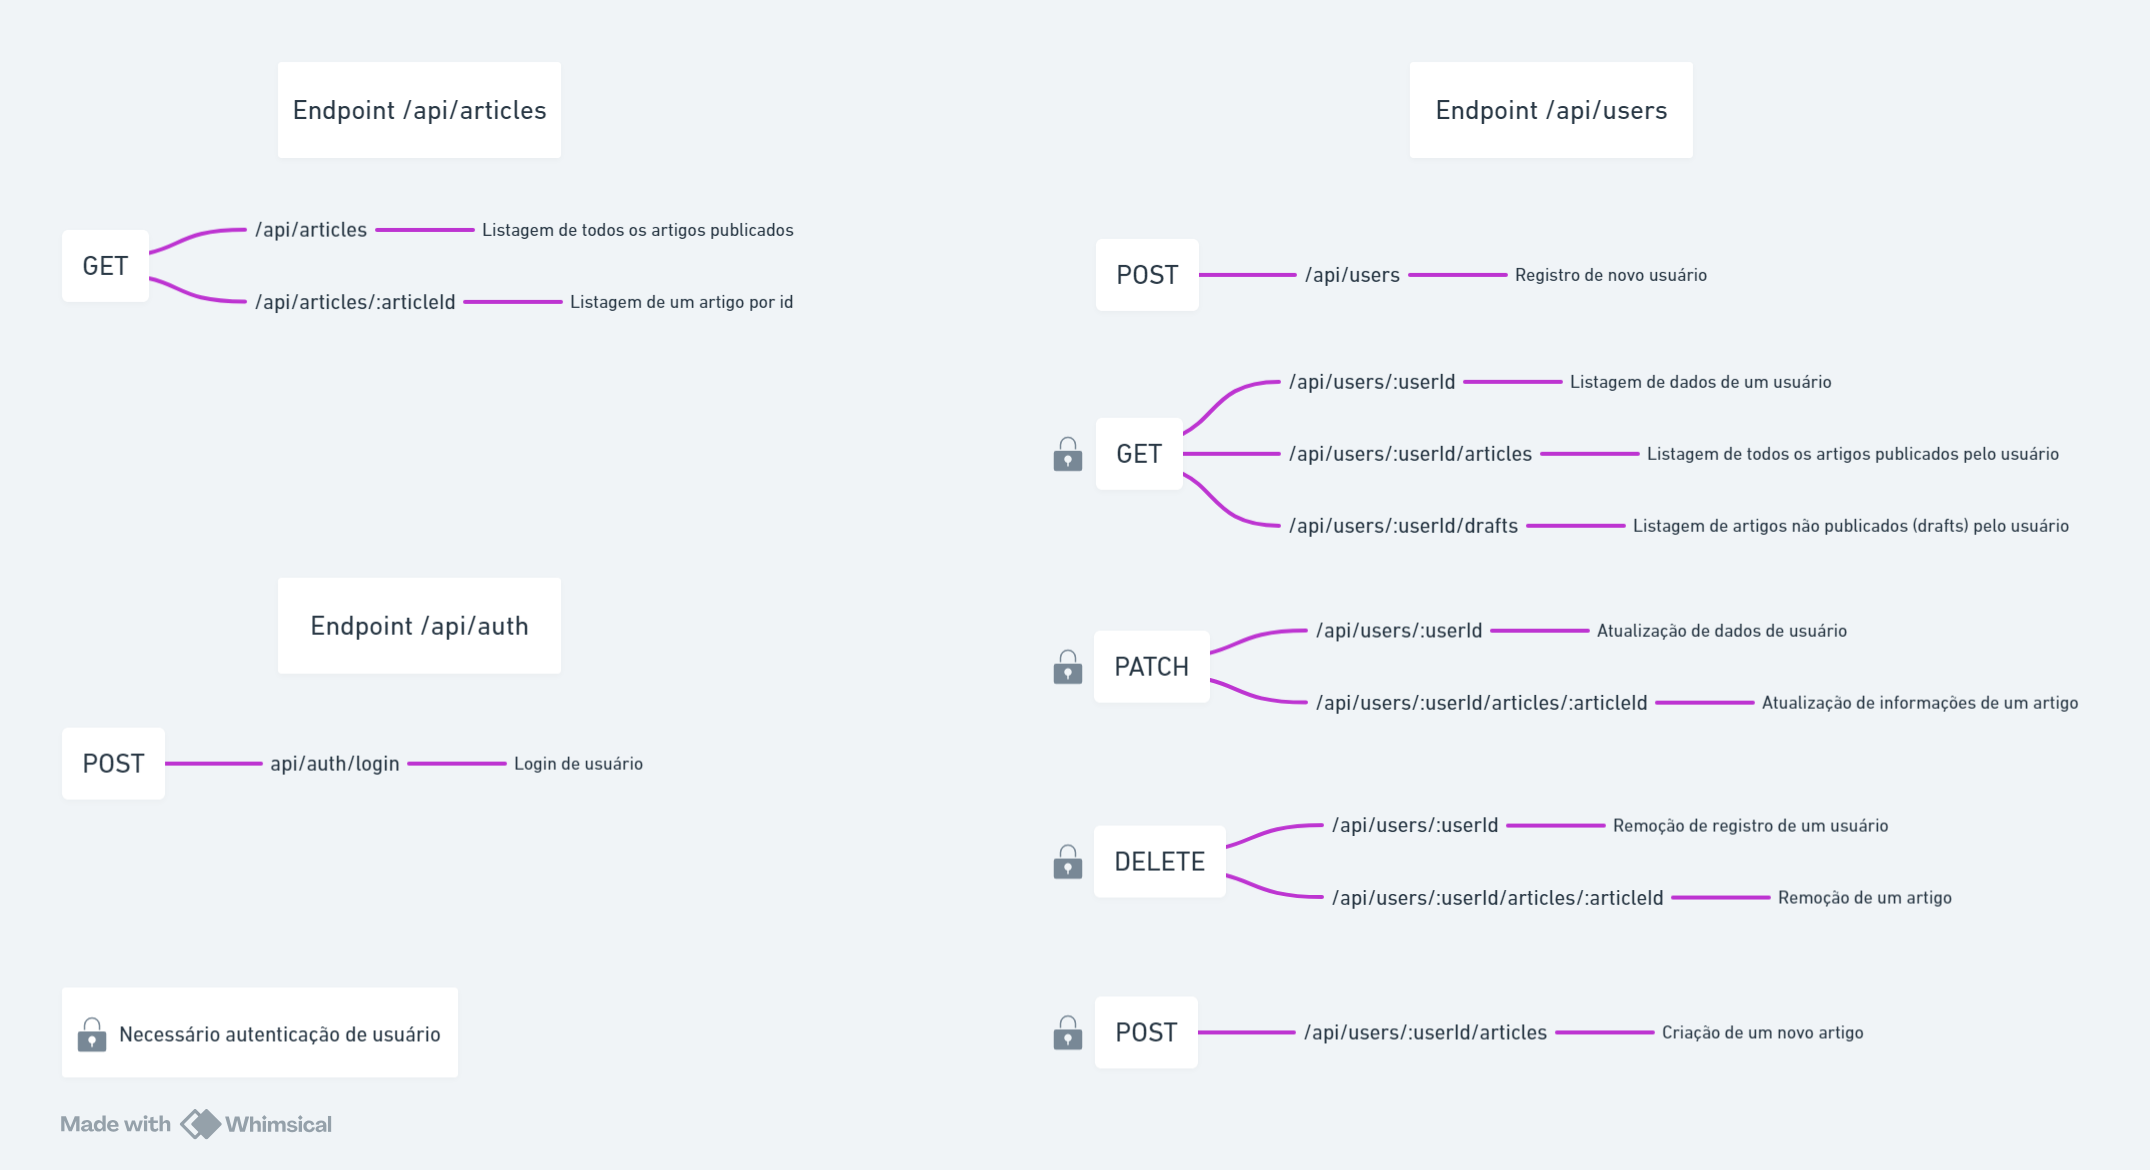 Endpoint /api/articles
GET
/api/articles
Listagem de todos os artigos publicados
/api/articles/:articleId
Listagem de um artigo por id
Endpoint /api/auth
POST
api/auth/login
Login de usuário
Necessário autenticação de usuário
Made with Whimsical
Endpoint /api/users
POST
/api/users
Registro de novo usuário
GET
/api/users/:userId
Listagem de dados de um usuário
/api/users/:userId/articles
Listagem de todos os artigos publicados pelo usuário
/api/users/:userId/drafts
Listagem de artigos não publicados (drafts) pelo usuário
PATCH
/api/users/:userId
Atualização de dados de usuário
/api/users/:userId/articles/:articleId
Atualização de informações de um artigo
DELETE
/api/users/:userId
Remoção de registro de um usuário
/api/users/:userId/articles/:articleId
Remoção de um artigo
POST
/api/users/:userId/articles
Criação de um novo artigo